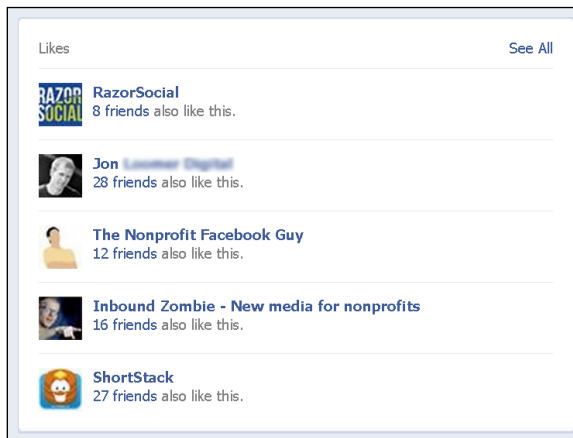 Likes
See All
RAZOR
SOCIAL
RazorSocial
8 friends also like this.
Jon
28 friends also like this.
The Nonprofit Facebook Guy
12 friends also like this.
Inbound Zombie - New media for nonprofits
16 friends also like this.
ShortStack
27 friends also like this.